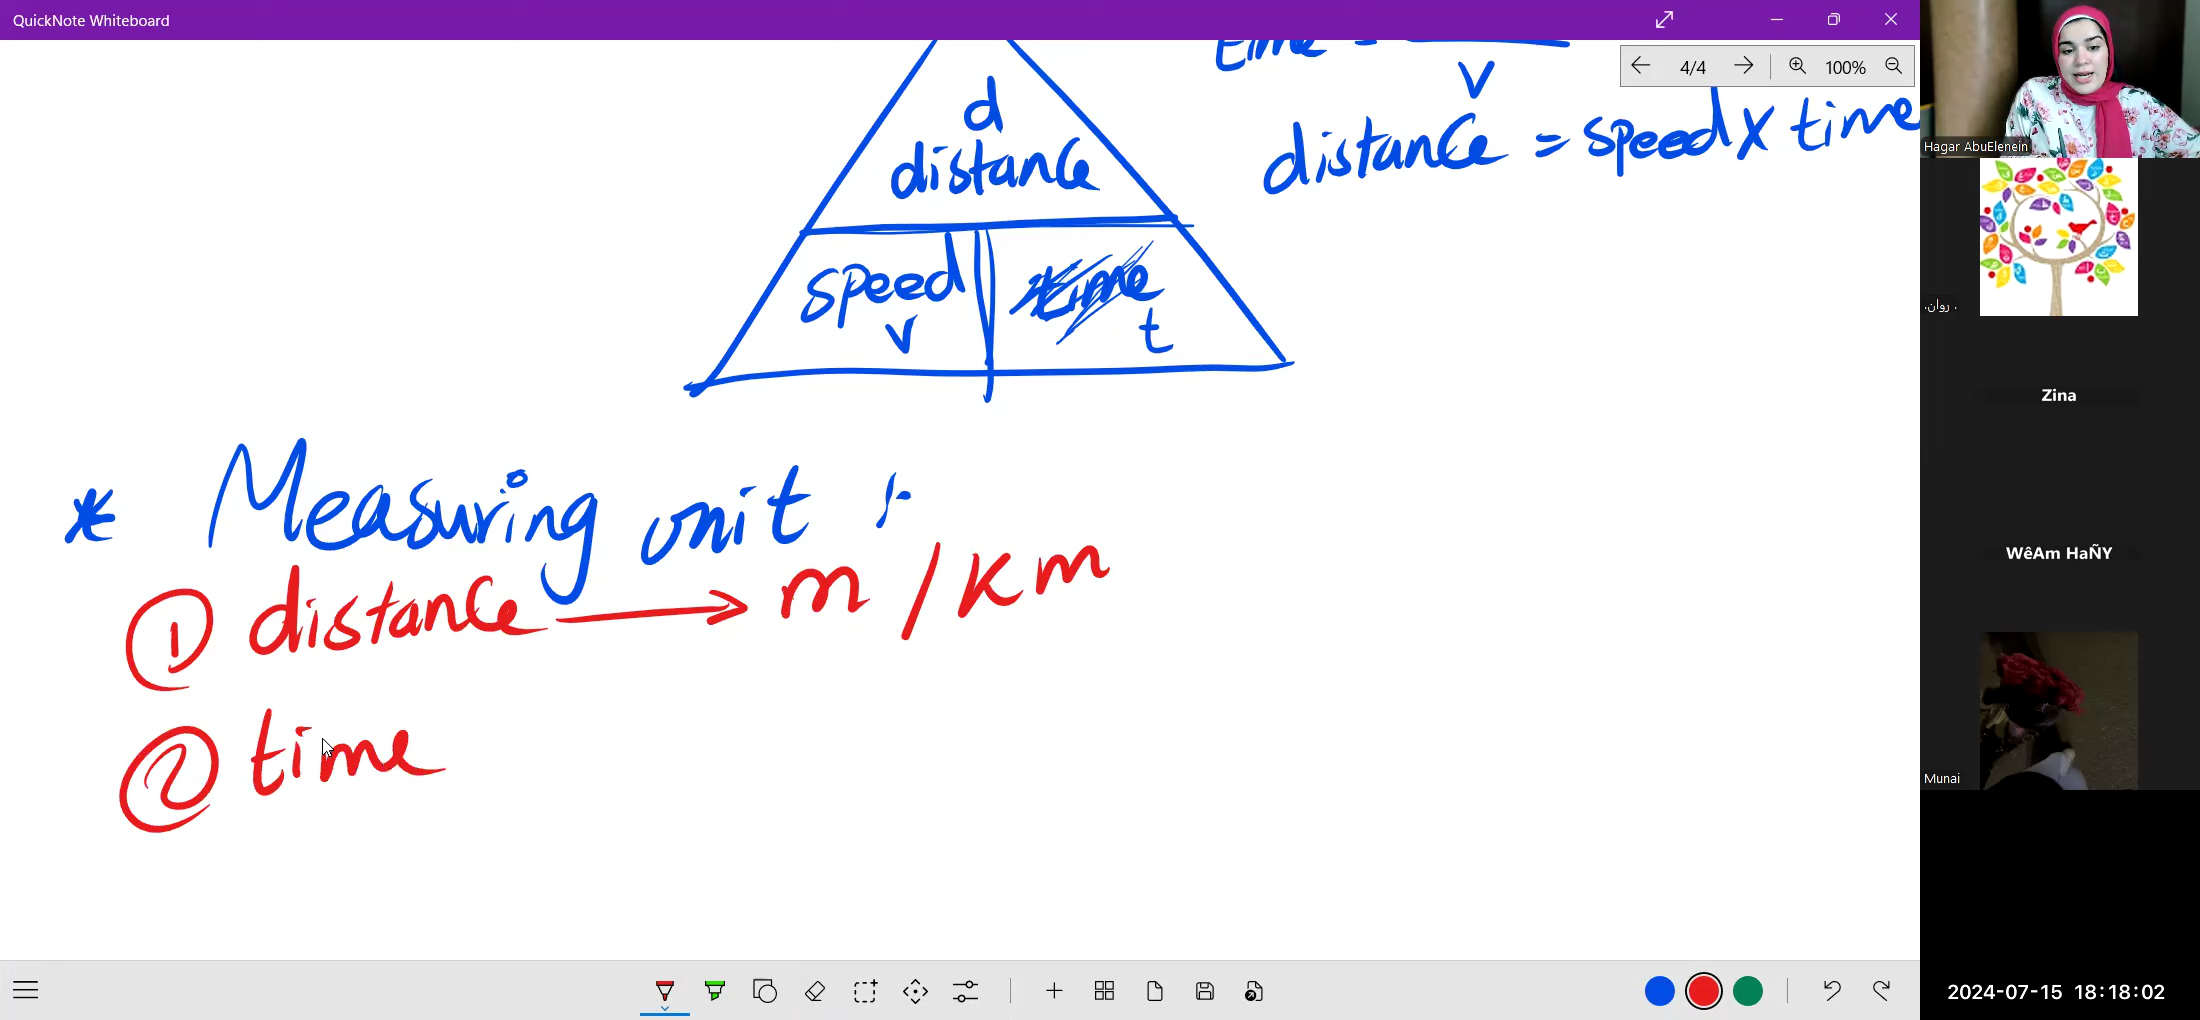 QuickNote Whiteboard
time =
v
4/4
100%
d
distance
distance = speed x time
speed
v
time
t
* Measuring unit :
① distance → m / Km
② time
Hagar AbuElenein
روان.
Zina
WêAm HaÑY
Munai
2024-07-15 18:18:02